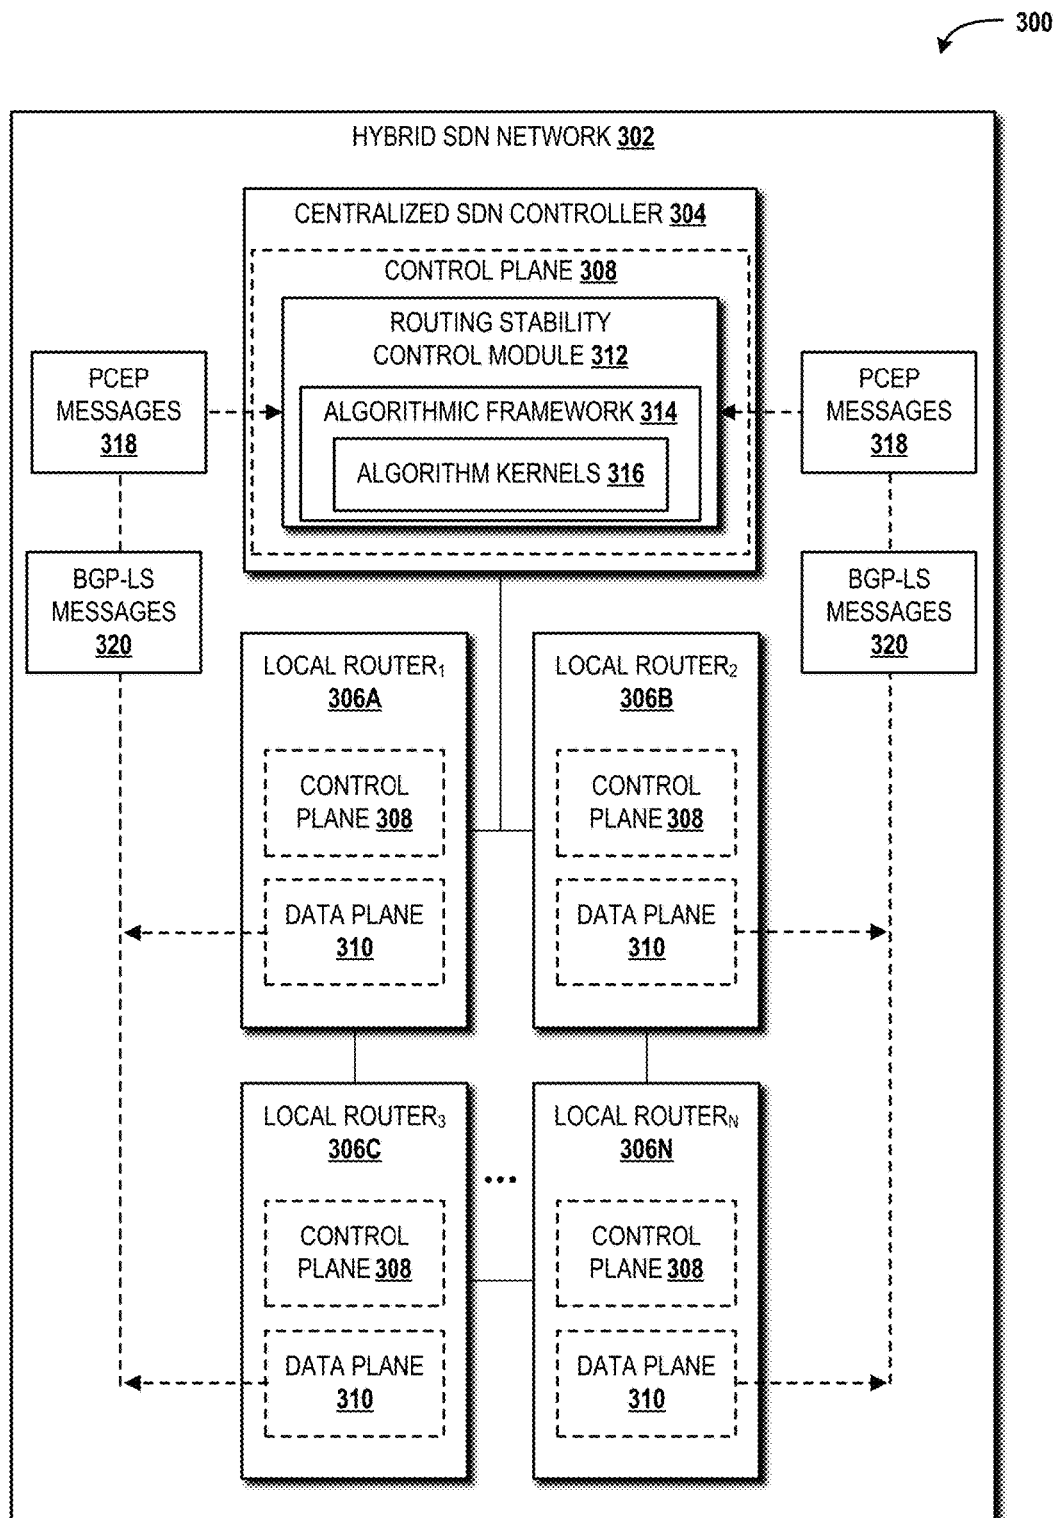 300
HYBRID SDN NETWORK 302
CENTRALIZED SDN CONTROLLER 304
CONTROL PLANE 308
ROUTING STABILITY
CONTROL MODULE 312
ALGORITHMIC FRAMEWORK 314
ALGORITHM KERNELS 316
PCEP
MESSAGES
318
PCEP
MESSAGES
318
BGP-LS
MESSAGES
320
BGP-LS
MESSAGES
320
LOCAL ROUTER₁
306A
CONTROL
PLANE 308
DATA PLANE
310
LOCAL ROUTER₂
306B
CONTROL
PLANE 308
DATA PLANE
310
LOCAL ROUTER₃
306C
CONTROL
PLANE 308
DATA PLANE
310
...
LOCAL ROUTERN
306N
CONTROL
PLANE 308
DATA PLANE
310